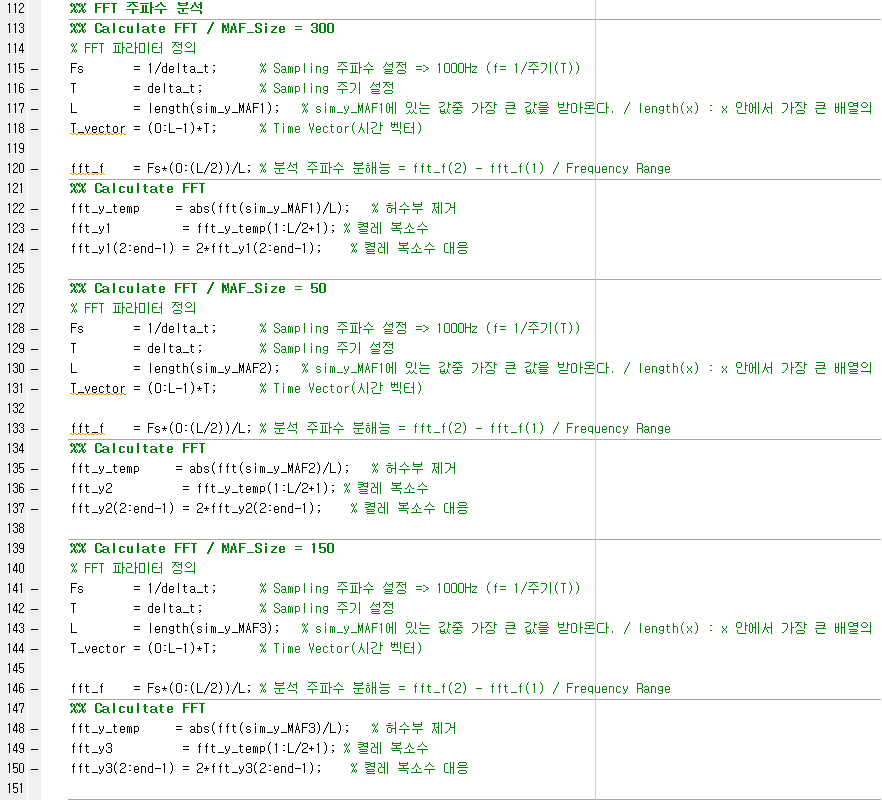 112 %% FFT 주파수 분석
113 %% Calculate FFT / MAF_Size = 300
114 % FFT 파라미터 정의
115 – Fs = 1/delta_t; % Sampling 주파수 설정 => 1000Hz (f= 1/주기(T))
116 – T = delta_t; % Sampling 주기 설정
117 – L = length(sim_y_MAF1); % sim_y_MAF1에 있는 값중 가장 큰 값을 받아온다. / length(x) : x 안에서 가장 큰 배열의
118 – T_vector = (0:L-1)*T; % Time Vector(시간 벡터)
119
120 – fft_f = Fs*(0:(L/2))/L; % 분석 주파수 분해능 = fft_f(2) - fft_f(1) / Frequency Range
121 %% Calcultate FFT
122 – fft_y_temp = abs(fft(sim_y_MAF1)/L); % 허수부 제거
123 – fft_y1 = fft_y_temp(1:L/2+1); % 켤레 복소수
124 – fft_y1(2:end-1) = 2*fft_y1(2:end-1); % 켤레 복소수 대응
125
126 %% Calculate FFT / MAF_Size = 50
127 % FFT 파라미터 정의
128 – Fs = 1/delta_t; % Sampling 주파수 설정 => 1000Hz (f= 1/주기(T))
129 – T = delta_t; % Sampling 주기 설정
130 – L = length(sim_y_MAF2); % sim_y_MAF1에 있는 값중 가장 큰 값을 받아온다. / length(x) : x 안에서 가장 큰 배열의
131 – T_vector = (0:L-1)*T; % Time Vector(시간 벡터)
132
133 – fft_f = Fs*(0:(L/2))/L; % 분석 주파수 분해능 = fft_f(2) - fft_f(1) / Frequency Range
134 %% Calcultate FFT
135 – fft_y_temp = abs(fft(sim_y_MAF2)/L); % 허수부 제거
136 – fft_y2 = fft_y_temp(1:L/2+1); % 켤레 복소수
137 – fft_y2(2:end-1) = 2*fft_y2(2:end-1); % 켤레 복소수 대응
138
139 %% Calculate FFT / MAF_Size = 150
140 % FFT 파라미터 정의
141 – Fs = 1/delta_t; % Sampling 주파수 설정 => 1000Hz (f= 1/주기(T))
142 – T = delta_t; % Sampling 주기 설정
143 – L = length(sim_y_MAF3); % sim_y_MAF1에 있는 값중 가장 큰 값을 받아온다. / length(x) : x 안에서 가장 큰 배열의
144 – T_vector = (0:L-1)*T; % Time Vector(시간 벡터)
145
146 – fft_f = Fs*(0:(L/2))/L; % 분석 주파수 분해능 = fft_f(2) - fft_f(1) / Frequency Range
147 %% Calcultate FFT
148 – fft_y_temp = abs(fft(sim_y_MAF3)/L); % 허수부 제거
149 – fft_y3 = fft_y_temp(1:L/2+1); % 켤레 복소수
150 – fft_y3(2:end-1) = 2*fft_y3(2:end-1); % 켤레 복소수 대응
151